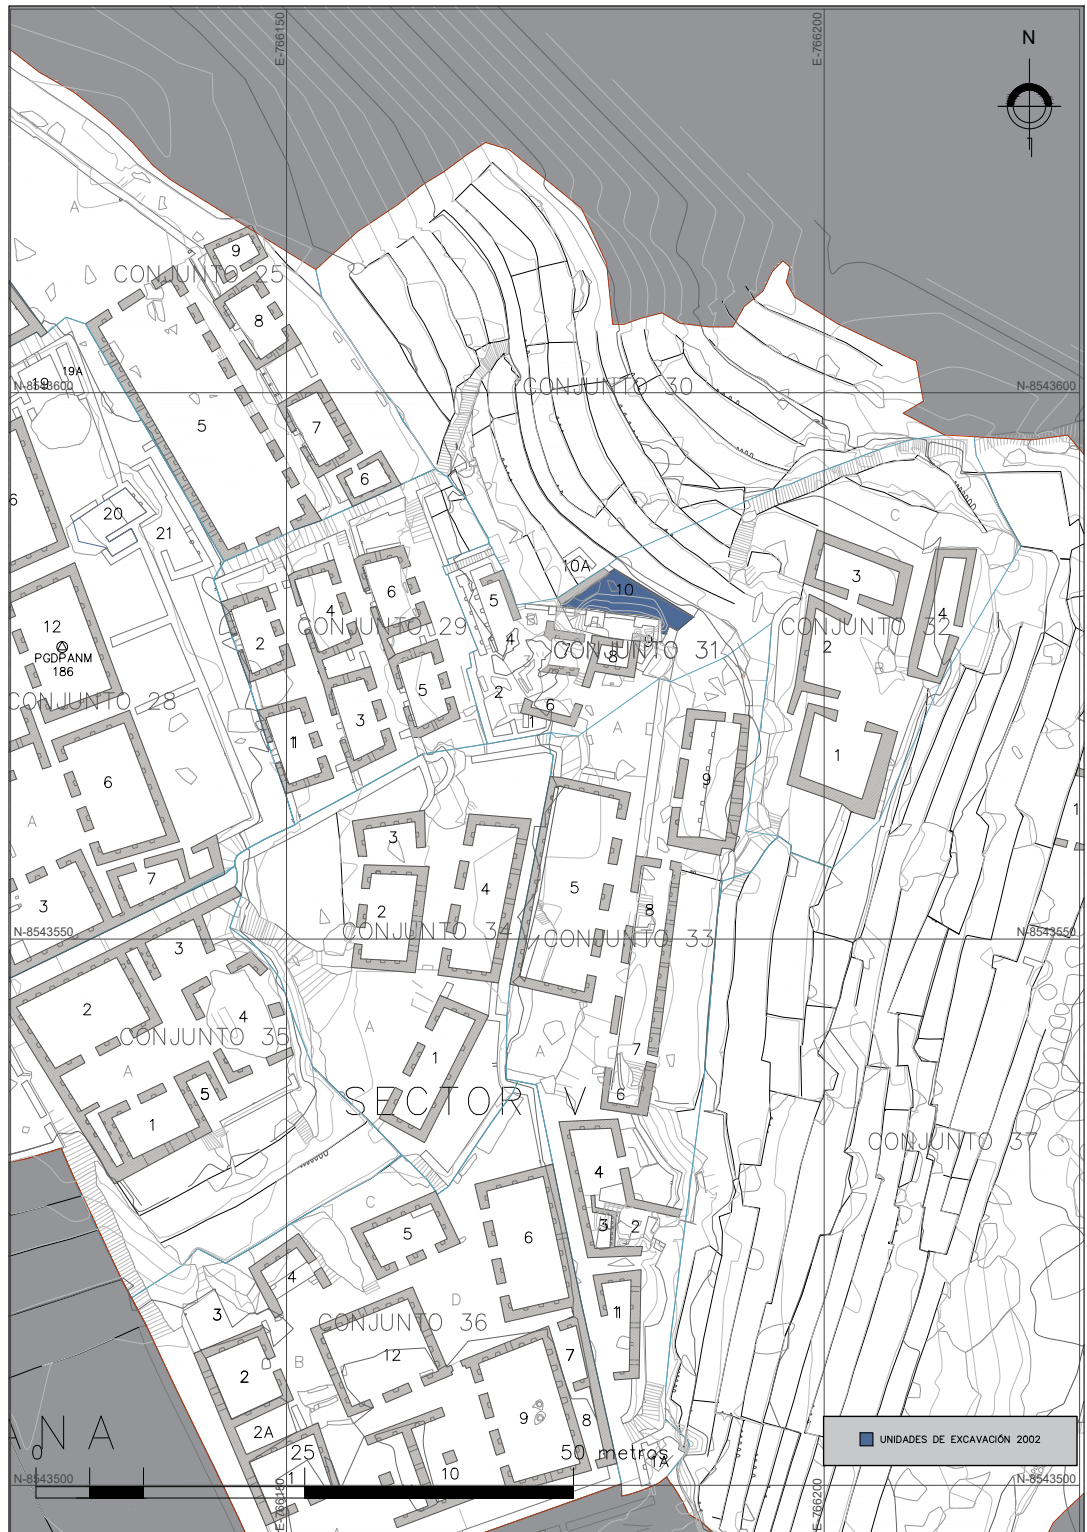 E-766150
E-766200
N
A
9
CONJUNTO 25
8
19A
19
N-8543600
CONJUNTO 30
N-8543600
5
7
6
6
C
20
21
10A
3
10
6
5
4
4
12
2
CONJUNTO 29
4
9
CONJUNTO 31
CONJUNTO 32
2
PGDPANM
186
7
8
B
CONJUNTO 28
5
2
6
3
1
1
A
6
1
9
A
3
4
5
7
2
3
8
N-8543550
CONJUNTO 34
CONJUNTO 33
N-8543550
3
2
4
A
CONJUNTO 35
1
A
7
A
5
6
SECTOR V
1
CONJUNTO 37
4
C
3
2
5
6
4
D
3
CONJUNTO 36
1
B
12
7
2
9
8
2A
ANA
0
25
50 metros
UNIDADES DE EXCAVACIÓN 2002
1A
10
1
N-8543500
N-8543500
E-766150
E-766200